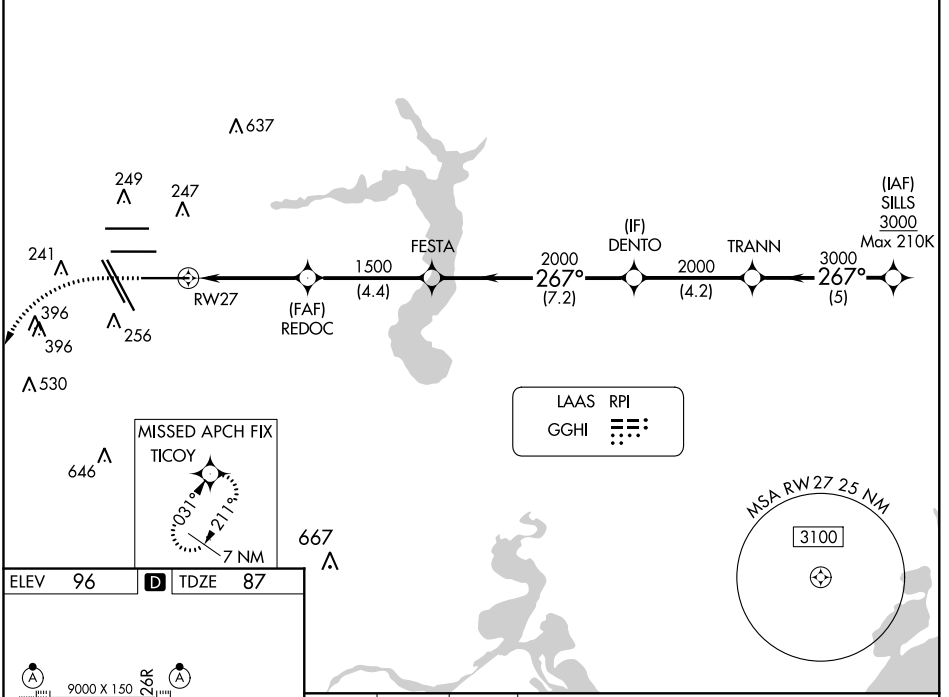 637
249
247
(IAF)
SILLS
3000
Max 210K
(IF)
DENTO
FESTA
TRANN
241
1500
(4.4)
2000
267°
(7.2)
2000
(4.2)
3000
267°
(5)
RW27
(FAF)
REDOC
396
396
256
530
LAAS RPI
GGHI
MISSED APCH FIX
TICOY
031°
211°
7 NM
646
667
MSA RW 27 25 NM
3100
ELEV 96 D TDZE 87
A
9000 X 150
26R
A